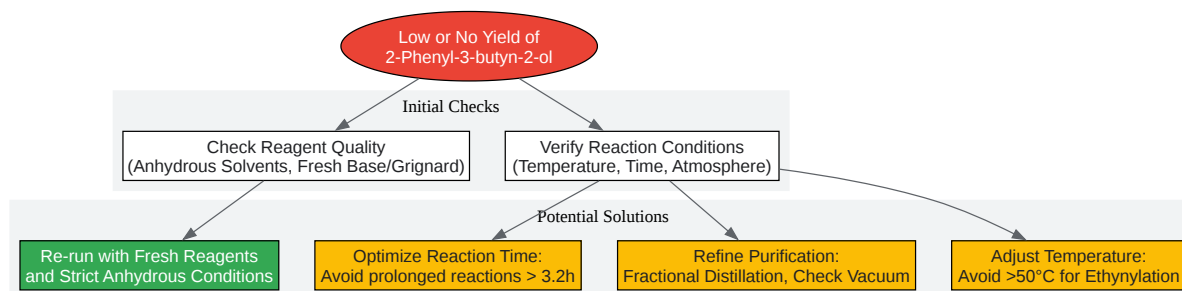 Low or No Yield of
2-Phenyl-3-butyn-2-ol
Initial Checks
Check Reagent Quality
(Anhydrous Solvents, Fresh Base/Grignard)
Verify Reaction Conditions
(Temperature, Time, Atmosphere)
Potential Solutions
Re-run with Fresh Reagents
and Strict Anhydrous Conditions
Optimize Reaction Time:
Avoid prolonged reactions > 3.2h
Refine Purification:
Fractional Distillation, Check Vacuum
Adjust Temperature:
Avoid >50°C for Ethynylation